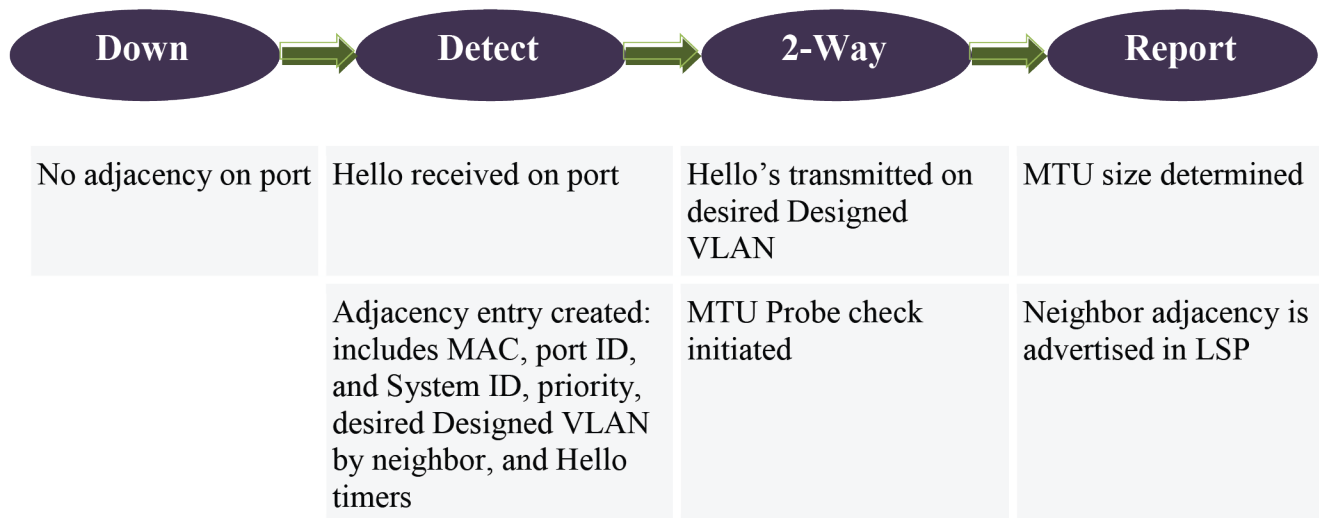 Down
Detect
2-Way
Report
No adjacency on port
Hello received on port
Hello's transmitted on
desired Designed
VLAN
MTU size determined
Adjacency entry created:
includes MAC, port ID,
and System ID, priority,
desired Designed VLAN
by neighbor, and Hello
timers
MTU Probe check
initiated
Neighbor adjacency is
advertised in LSP